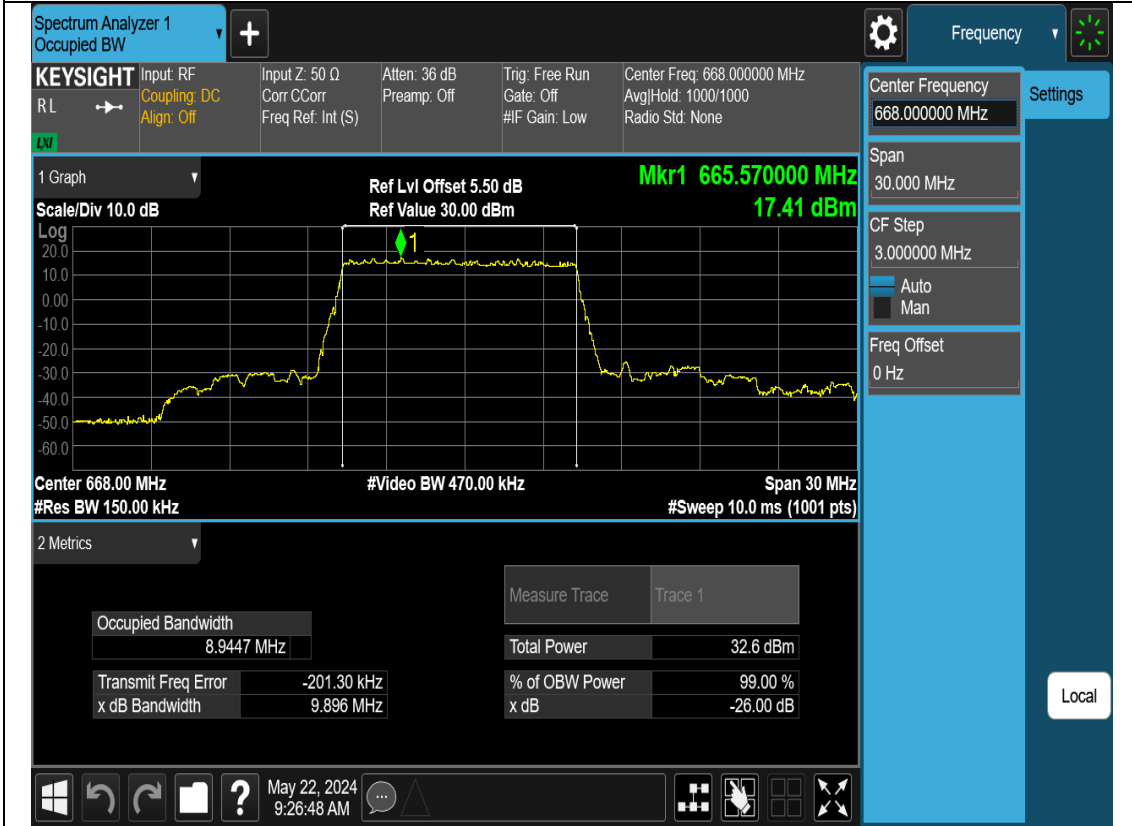 Spectrum Analyzer 1
Occupied BW
+
Frequency
KEYSIGHT
R L
LXI
Input: RF
Coupling: DC
Align: Off
Input Z: 50 Ω
Corr CCorr
Freq Ref: Int (S)
Atten: 36 dB
Preamp: Off
Trig: Free Run
Gate: Off
#IF Gain: Low
Center Freq: 668.000000 MHz
Avg|Hold: 1000/1000
Radio Std: None
Center Frequency
668.000000 MHz
Settings
Span
30.000 MHz
CF Step
3.000000 MHz
Auto
Man
Freq Offset
0 Hz
Local
1 Graph
Scale/Div 10.0 dB
Ref Lvl Offset 5.50 dB
Ref Value 30.00 dBm
Mkr1 665.570000 MHz
17.41 dBm
Log
1
20.0
10.0
0.00
-10.0
-20.0
-30.0
-40.0
-50.0
-60.0
Center 668.00 MHz
#Video BW 470.00 kHz
Span 30 MHz
#Res BW 150.00 kHz
#Sweep 10.0 ms (1001 pts)
2 Metrics
Measure Trace Trace 1
Occupied Bandwidth
8.9447 MHz
Total Power 32.6 dBm
Transmit Freq Error -201.30 kHz
% of OBW Power 99.00 %
x dB Bandwidth 9.896 MHz
x dB -26.00 dB
?
May 22, 2024
9:26:48 AM